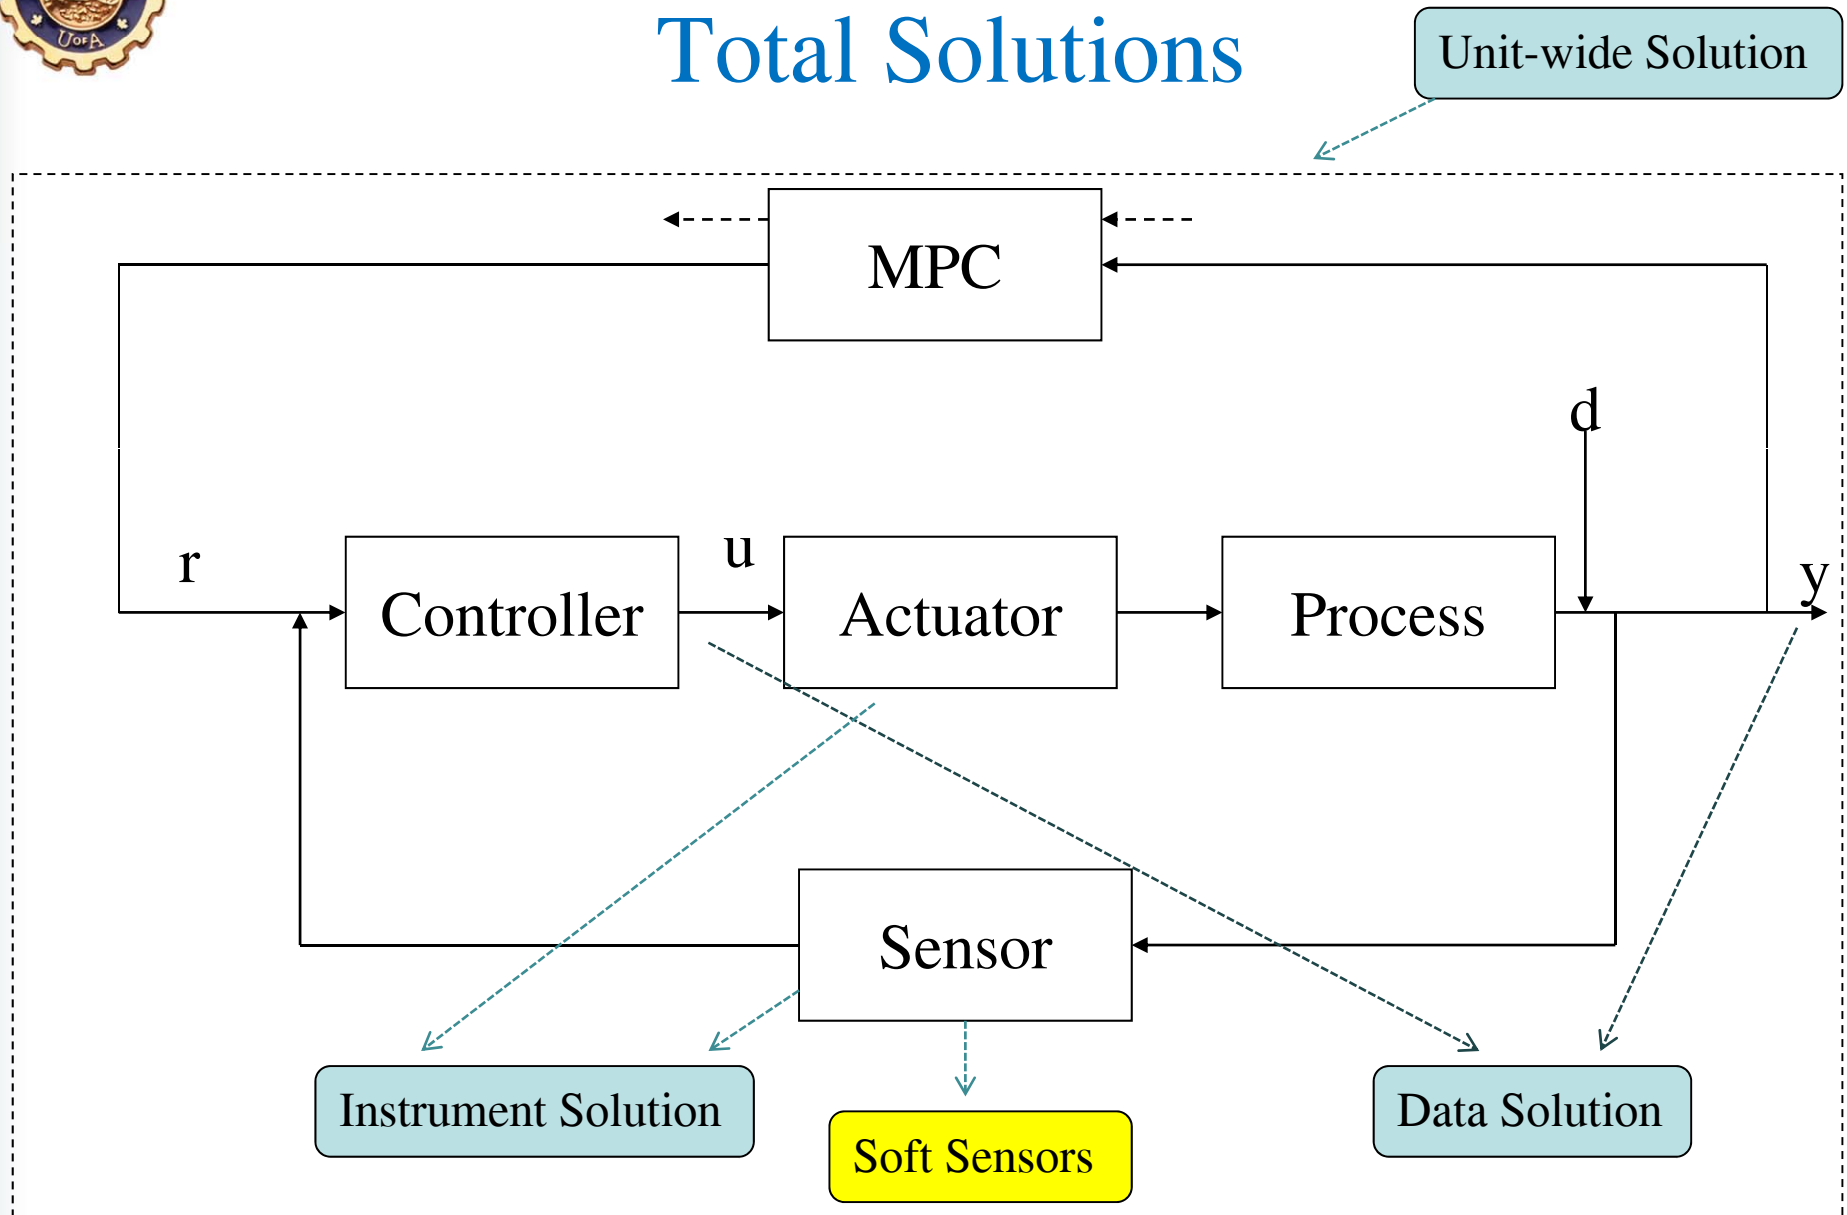 UOFA
Total Solutions
Unit-wide Solution
MPC
d
r
u
y
Controller
Actuator
Process
Sensor
Instrument Solution
Data Solution
Soft Sensors